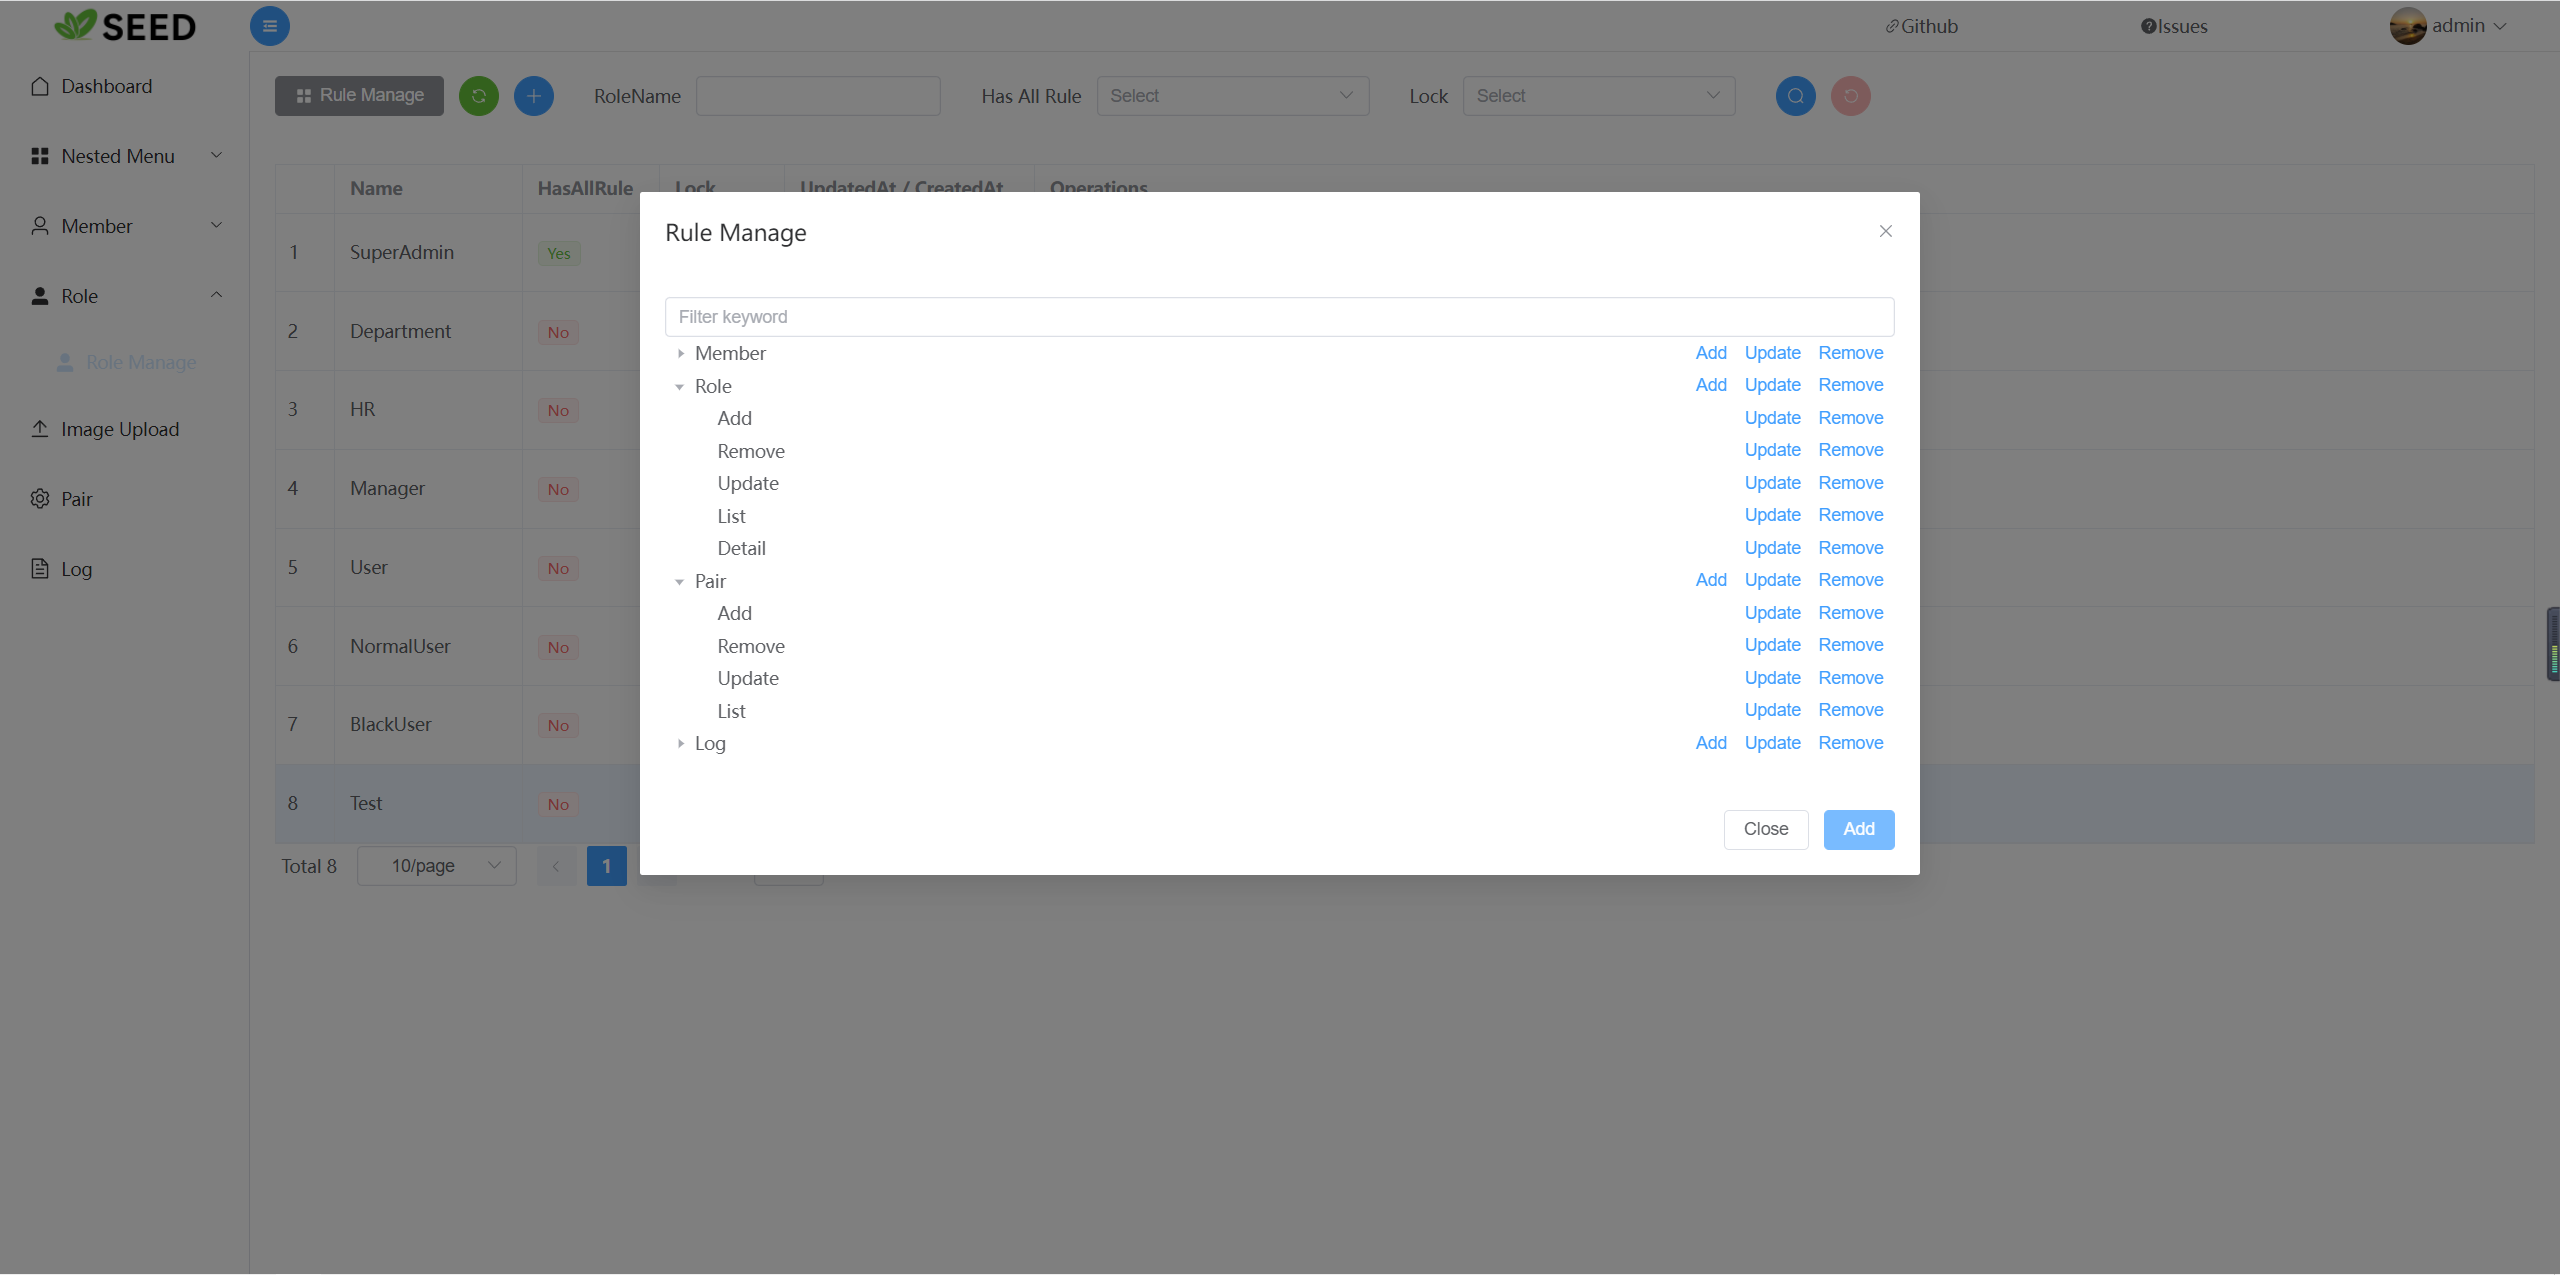 SEED
Github
Issues
admin
Dashboard
Nested Menu
Member
Role
Role Manage
Image Upload
Pair
Log
Rule Manage
RoleName
Has All Rule
Select
Lock
Select
Name HasAllRule Lock UpdatedAt / CreatedAt Operations
1 SuperAdmin Yes
2 Department No
3 HR No
4 Manager No
5 User No
6 NormalUser No
7 BlackUser No
8 Test No
Total 8 10/page 1
Rule Manage
Filter keyword
Member Add Update Remove
Role Add Update Remove
Add Update Remove
Remove Update Remove
Update Update Remove
List Update Remove
Detail Update Remove
Pair Add Update Remove
Add Update Remove
Remove Update Remove
Update Update Remove
List Update Remove
Log Add Update Remove
Close Add